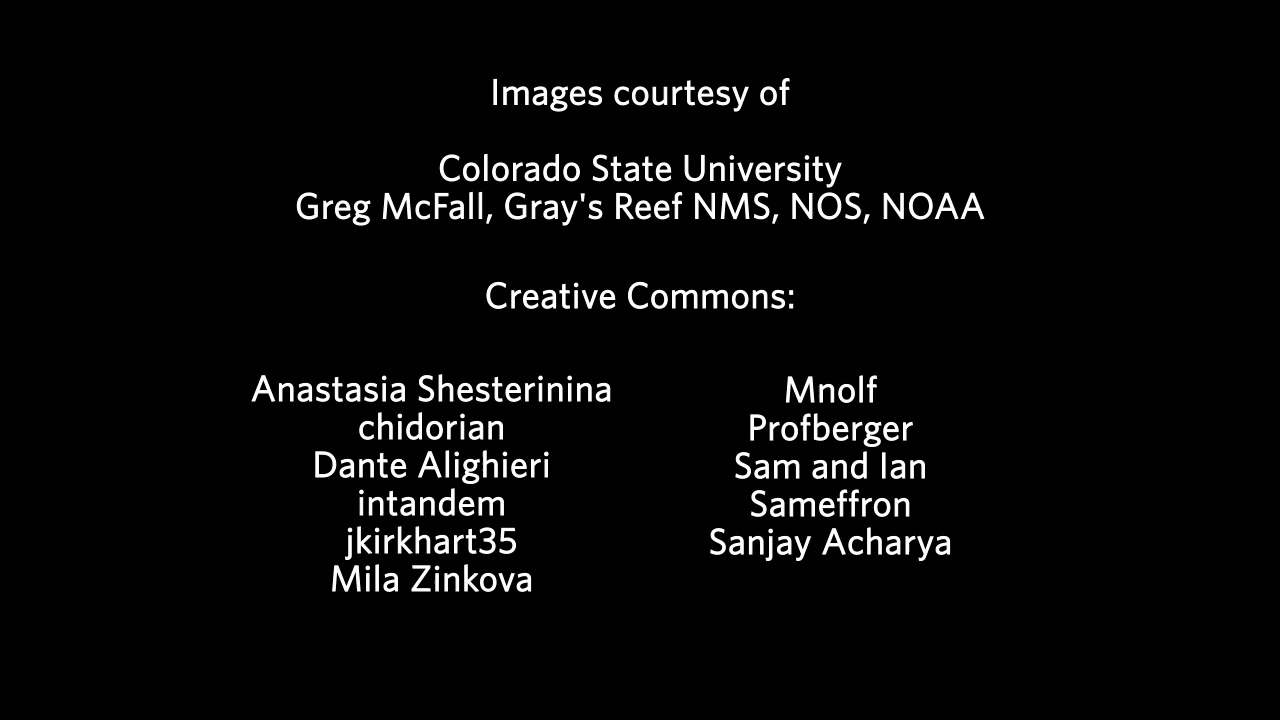 Images courtesy of
Colorado State University
Greg McFall, Gray's Reef NMS, NOS, NOAA
Creative Commons:
Anastasia Shesterinina
chidorian
Dante Alighieri
intandem
jkirkhart35
Mila Zinkova
Mnolf
Profberger
Sam and Ian
Sameffron
Sanjay Acharya